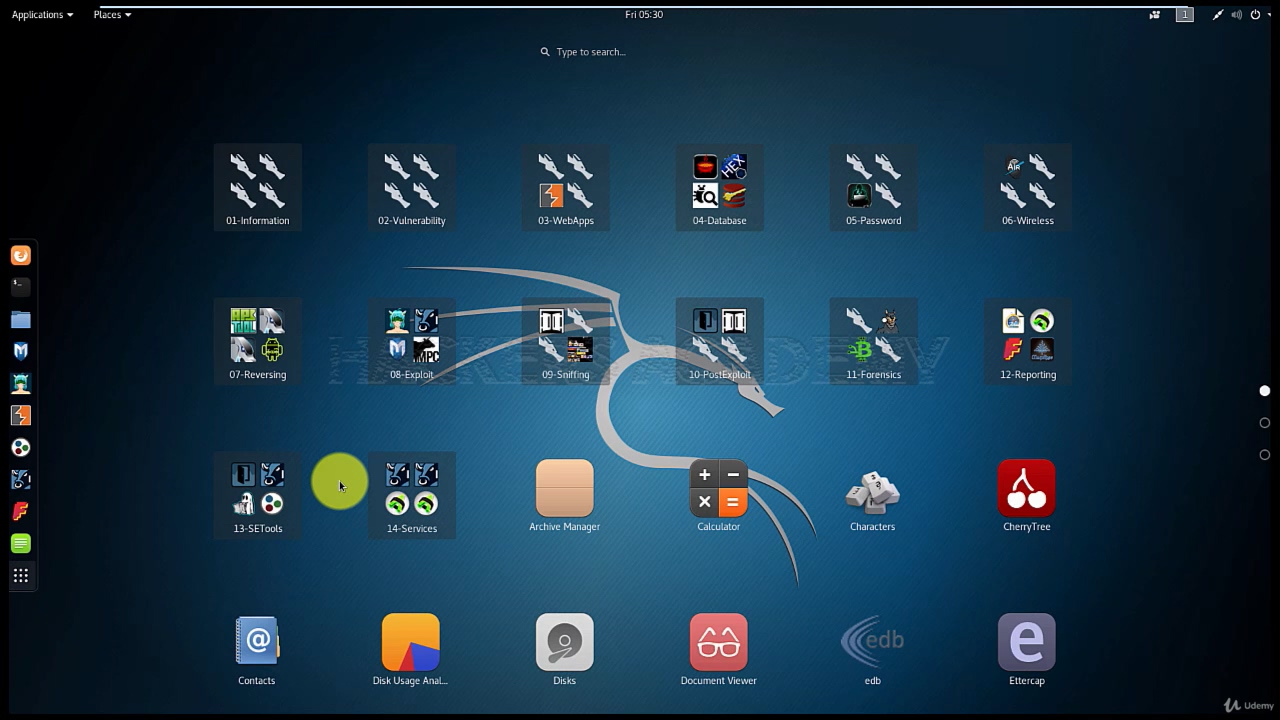 Applications Places Fri 05:30 1
Type to search...
01-Information 02-Vulnerability 03-WebApps 04-Database 05-Password 06-Wireless
07-Reversing 08-Exploit 09-Sniffing 10-PostExploit 11-Forensics 12-Reporting
13-SETools 14-Services Archive Manager Calculator Characters CherryTree
edb
Contacts Disk Usage Anal... Disks Document Viewer edb Ettercap
Udemy